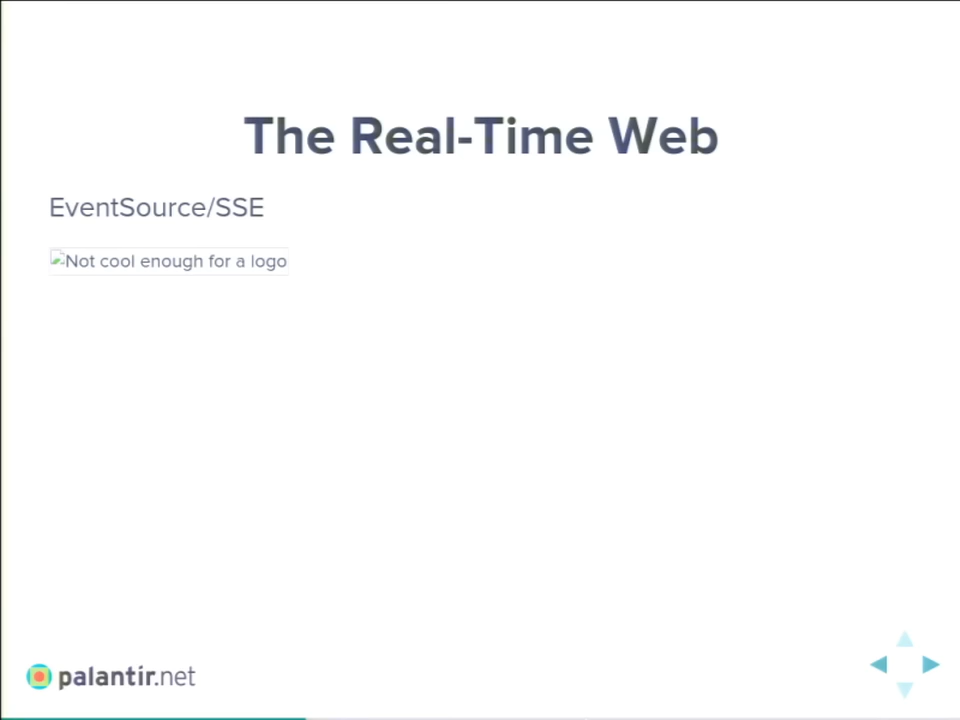 The Real-Time Web
EventSource/SSE
Not cool enough for a logo
palantir.net